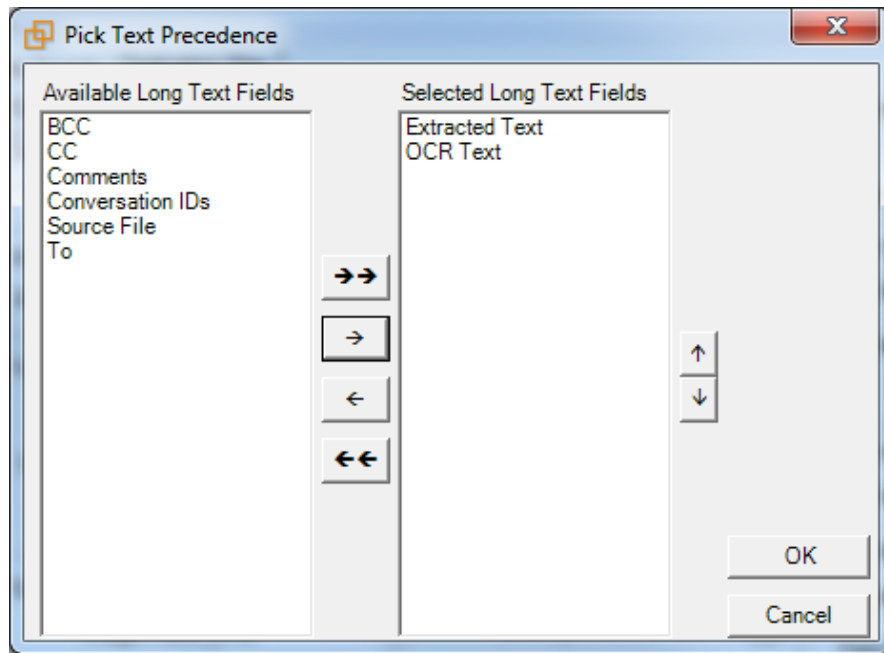 Pick Text Precedence
Available Long Text Fields
BCC
CC
Comments
Conversation IDs
Source File
To
Selected Long Text Fields
Extracted Text
OCR Text
OK
Cancel